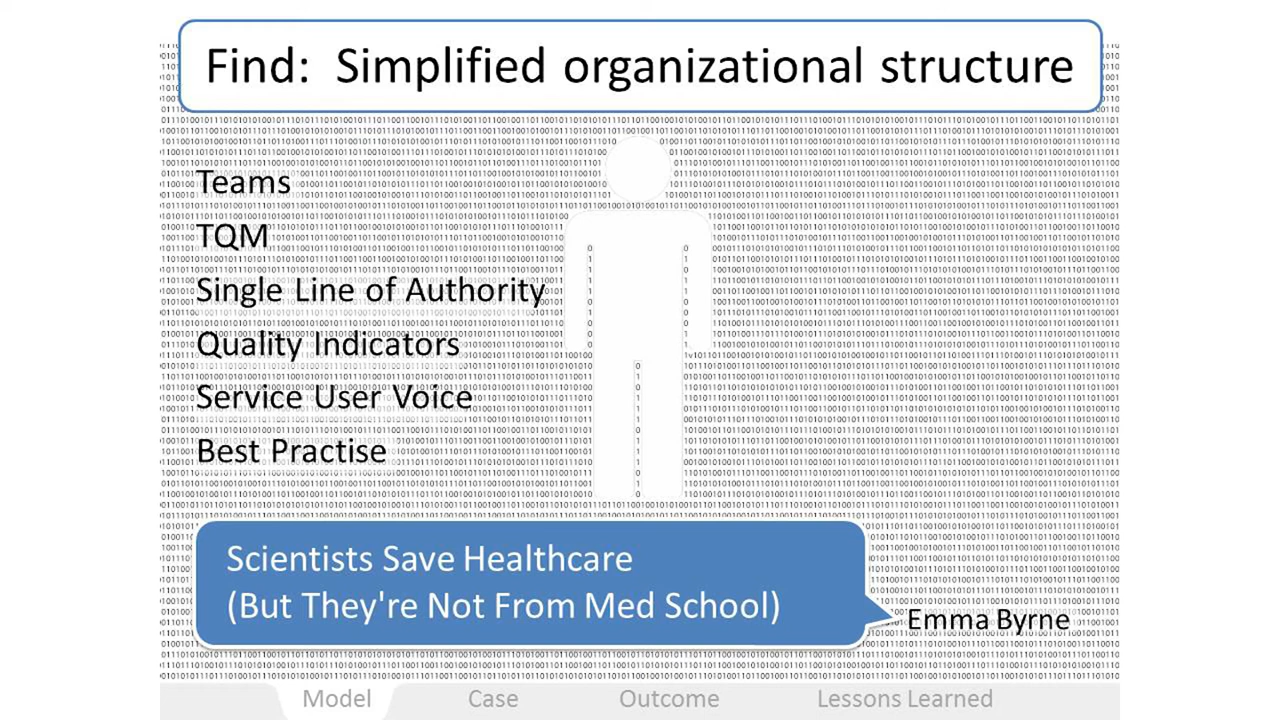 Find: Simplified organizational structure
Teams
TQM
Single Line of Authority
Quality Indicators
Service User Voice
Best Practise
Scientists Save Healthcare
(But They're Not From Med School)
Emma Byrne
Model Case Outcome Lessons Learned